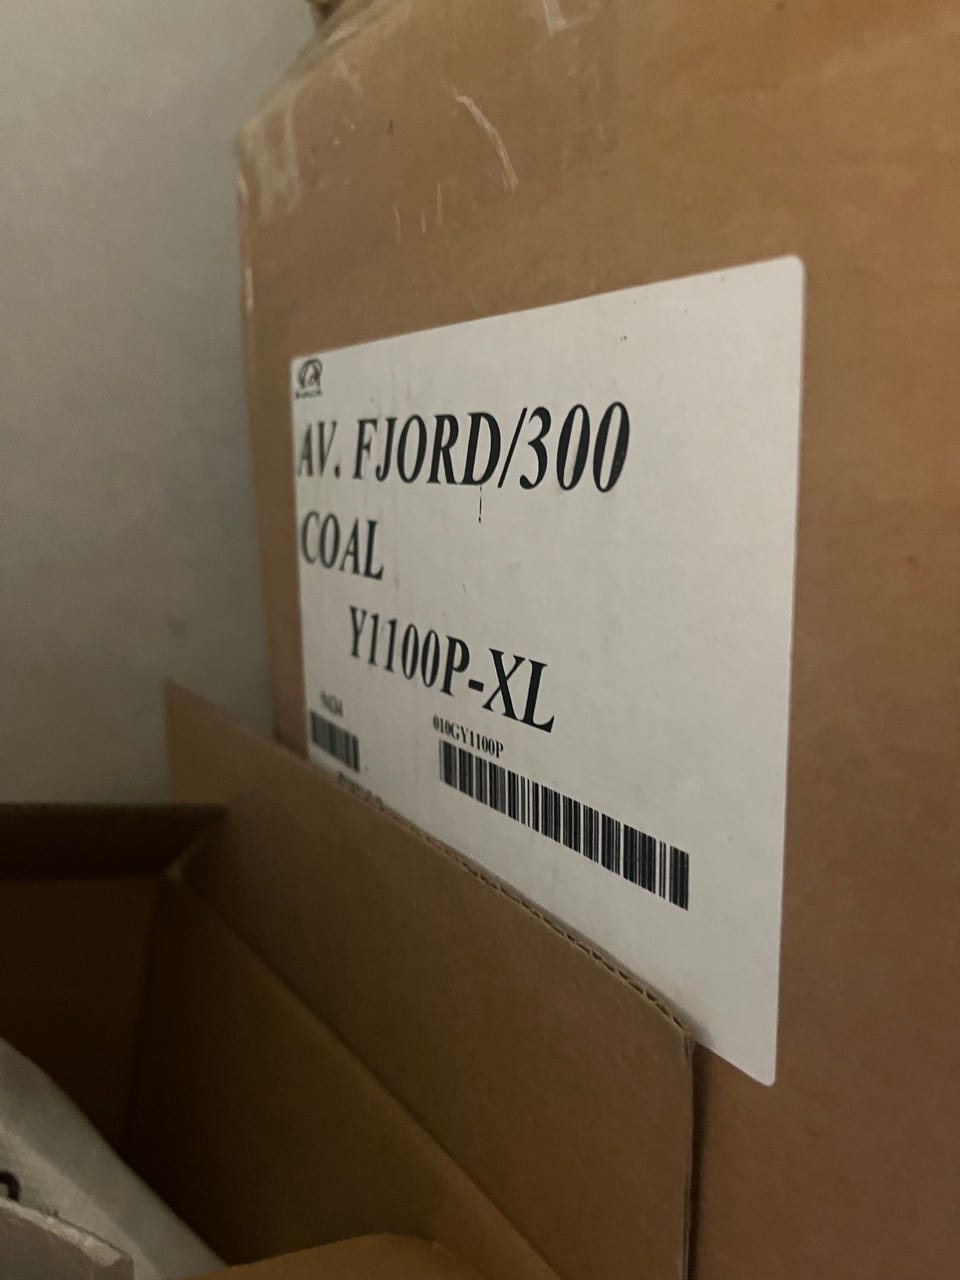 AV. FJORD/300
COAL
Y1100P-XL
010GY1100P